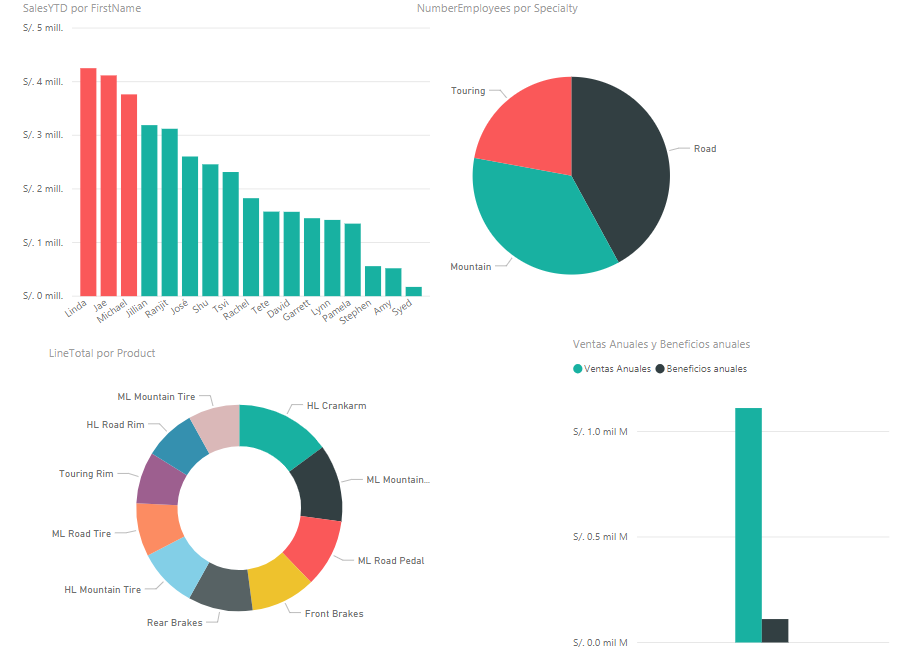 SalesYTD por FirstName
S/. 5 mill.
S/. 4 mill.
S/. 3 mill.
S/. 2 mill.
S/. 1 mill.
S/. 0 mill.
Linda
Jae
Michael
Jillian
Ranjit
José
Shu
Tsvi
Rachel
Tete
David
Garrett
Lynn
Pamela
Stephen
Amy
Syed
NumberEmployees por Specialty
Touring
Road
Mountain
LineTotal por Product
ML Mountain Tire
HL Crankarm
HL Road Rim
Touring Rim
ML Mountain...
ML Road Tire
ML Road Pedal
HL Mountain Tire
Front Brakes
Rear Brakes
Ventas Anuales y Beneficios anuales
Ventas Anuales Beneficios anuales
S/. 1.0 mil M
S/. 0.5 mil M
S/. 0.0 mil M